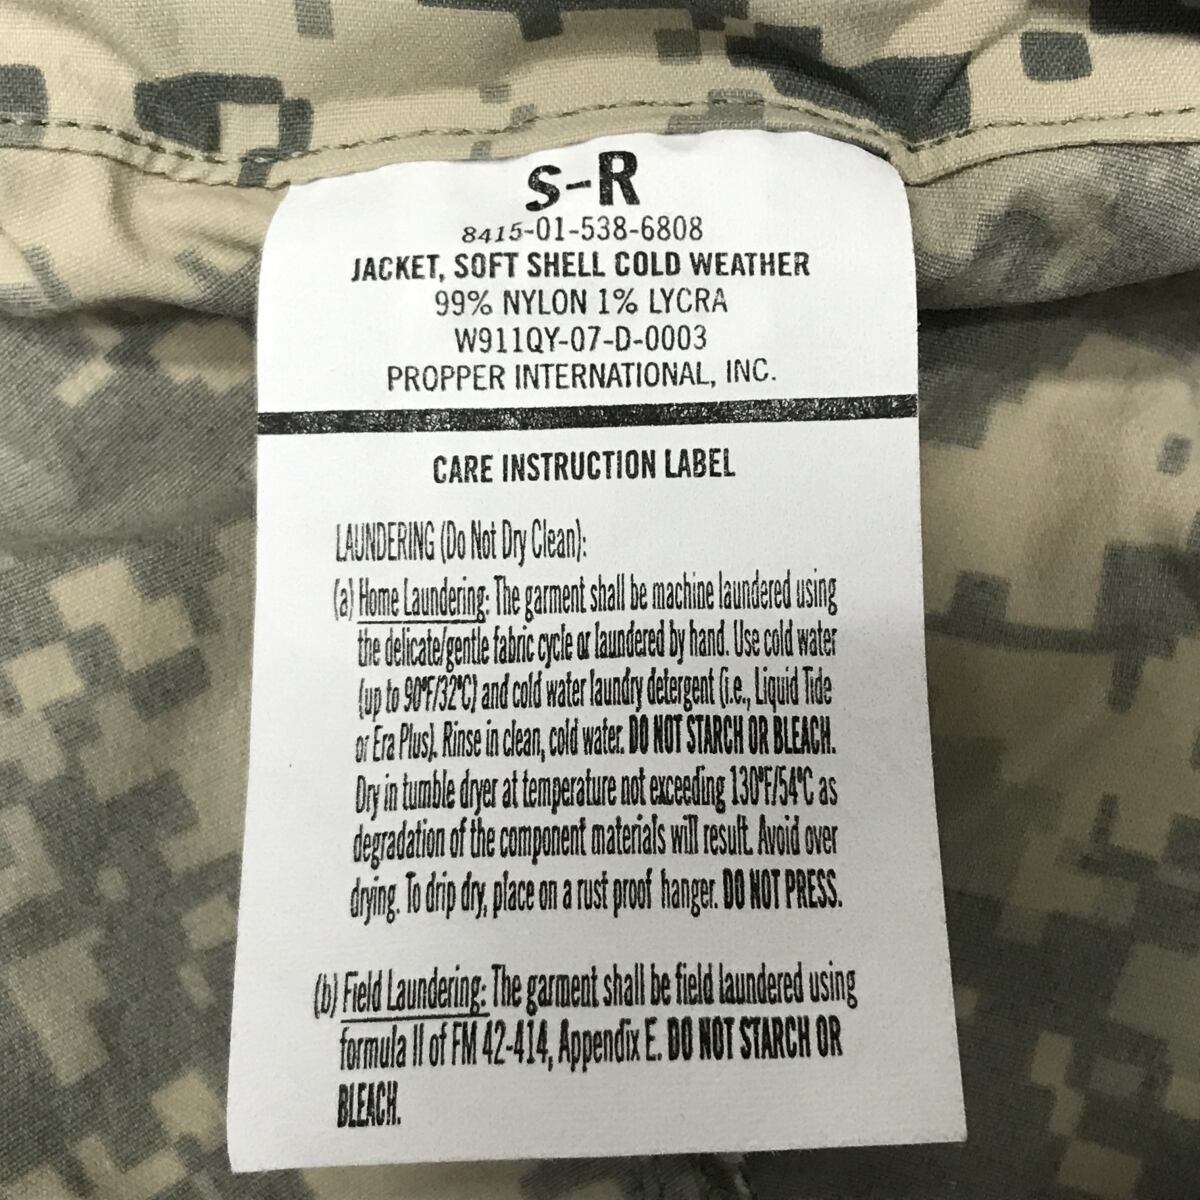 S-R
8415-01-538-6808
JACKET, SOFT SHELL COLD WEATHER
99% NYLON 1% LYCRA
W911QY-07-D-0003
PROPPER INTERNATIONAL, INC.
CARE INSTRUCTION LABEL
LAUNDERING (Do Not Dry Clean):
(a) Home Laundering: The garment shall be machine laundered using
the delicate/gentle fabric cycle or laundered by hand. Use cold water
(up to 90°F/32°C) and cold water laundry detergent (i.e., Liquid Tide
or Era Plus). Rinse in clean, cold water. DO NOT STARCH OR BLEACH.
Dry in tumble dryer at temperature not exceeding 130°F/54°C as
degradation of the component materials will result. Avoid over
drying. To drip dry, place on a rust proof hanger. DO NOT PRESS.
(b) Field Laundering: The garment shall be field laundered using
formula II of FM 42-414, Appendix E. DO NOT STARCH OR
BLEACH.